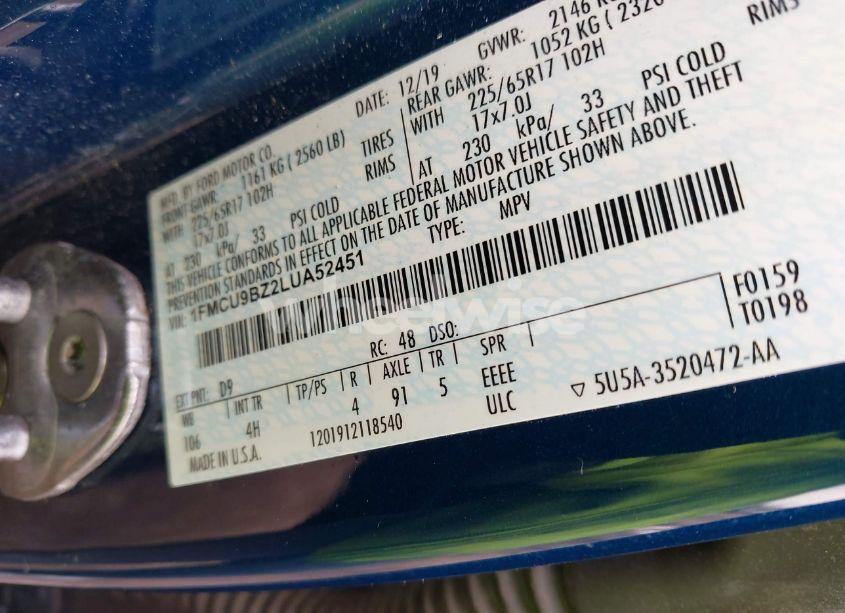 MFD. BY FORD MOTOR CO.
DATE: 12/19
GVWR: 2146 K
FRONT GAWR: 1161 KG ( 2560 LB)
REAR GAWR: 1052 KG ( 2320
WITH 225/65R17 102H TIRES
WITH 225/65R17 102H
17x7.0J RIMS
17x7.0J RIMS
AT 230 kPa/ 33 PSI COLD
AT 230 kPa/ 33 PSI COLD
THIS VEHICLE CONFORMS TO ALL APPLICABLE FEDERAL MOTOR VEHICLE SAFETY AND THEFT
PREVENTION STANDARDS IN EFFECT ON THE DATE OF MANUFACTURE SHOWN ABOVE.
VIN: 1FMCU9BZ2LUA52451
TYPE: MPV
wheelwise
F0159
T0198
EXT PNT: D9 RC: 48 DSO:
WB INT TR TP/PS R AXLE TR SPR
106 4H 4 91 5 EEEE
ULC
MADE IN U.S.A. 1201912118540
5U5A-3520472-AA